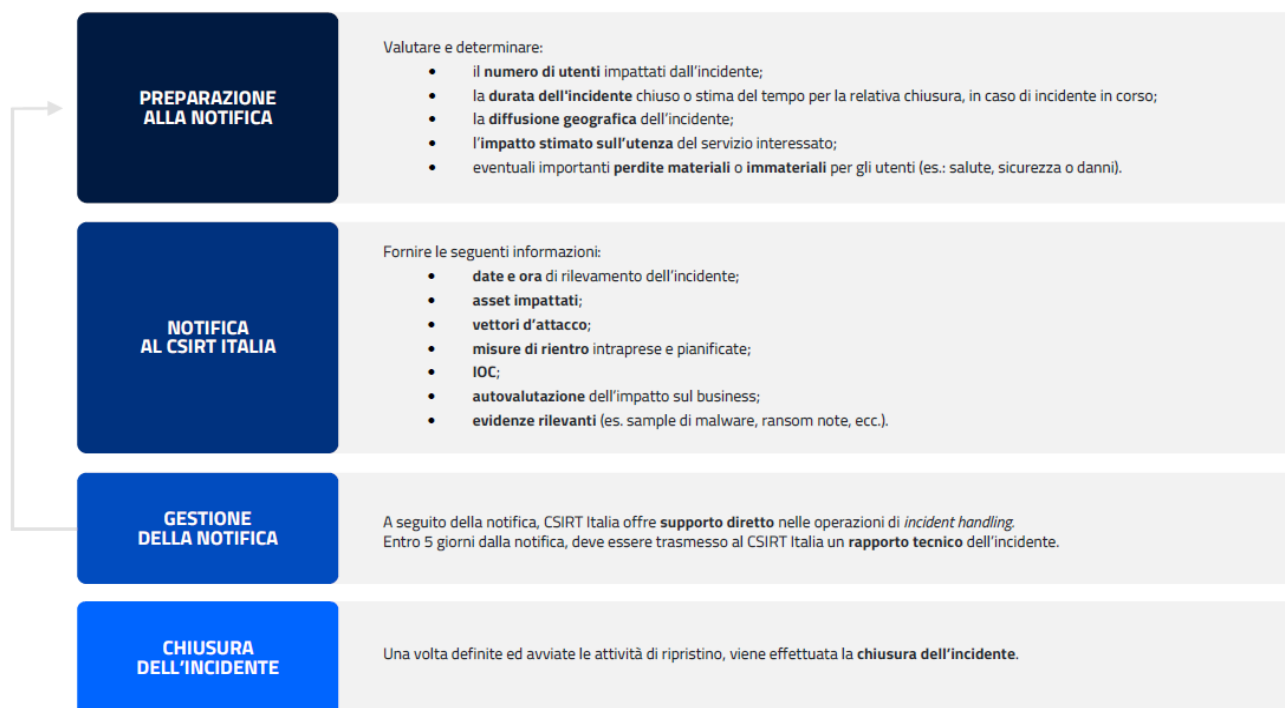 PREPARAZIONE
ALLA NOTIFICA
Valutare e determinare:
• il numero di utenti impattati dall'incidente;
• la durata dell'incidente chiuso o stima del tempo per la relativa chiusura, in caso di incidente in corso;
• la diffusione geografica dell'incidente;
• l'impatto stimato sull'utenza del servizio interessato;
• eventuali importanti perdite materiali o immateriali per gli utenti (es.: salute, sicurezza o danni).
NOTIFICA
AL CSIRT ITALIA
Fornire le seguenti informazioni:
• date e ora di rilevamento dell'incidente;
• asset impattati;
• vettori d'attacco;
• misure di rientro intraprese e pianificate;
• IOC;
• autovalutazione dell'impatto sul business;
• evidenze rilevanti (es. sample di malware, ransom note, ecc.).
GESTIONE
DELLA NOTIFICA
A seguito della notifica, CSIRT Italia offre supporto diretto nelle operazioni di incident handling.
Entro 5 giorni dalla notifica, deve essere trasmesso al CSIRT Italia un rapporto tecnico dell'incidente.
CHIUSURA
DELL'INCIDENTE
Una volta definite ed avviate le attività di ripristino, viene effettuata la chiusura dell'incidente.